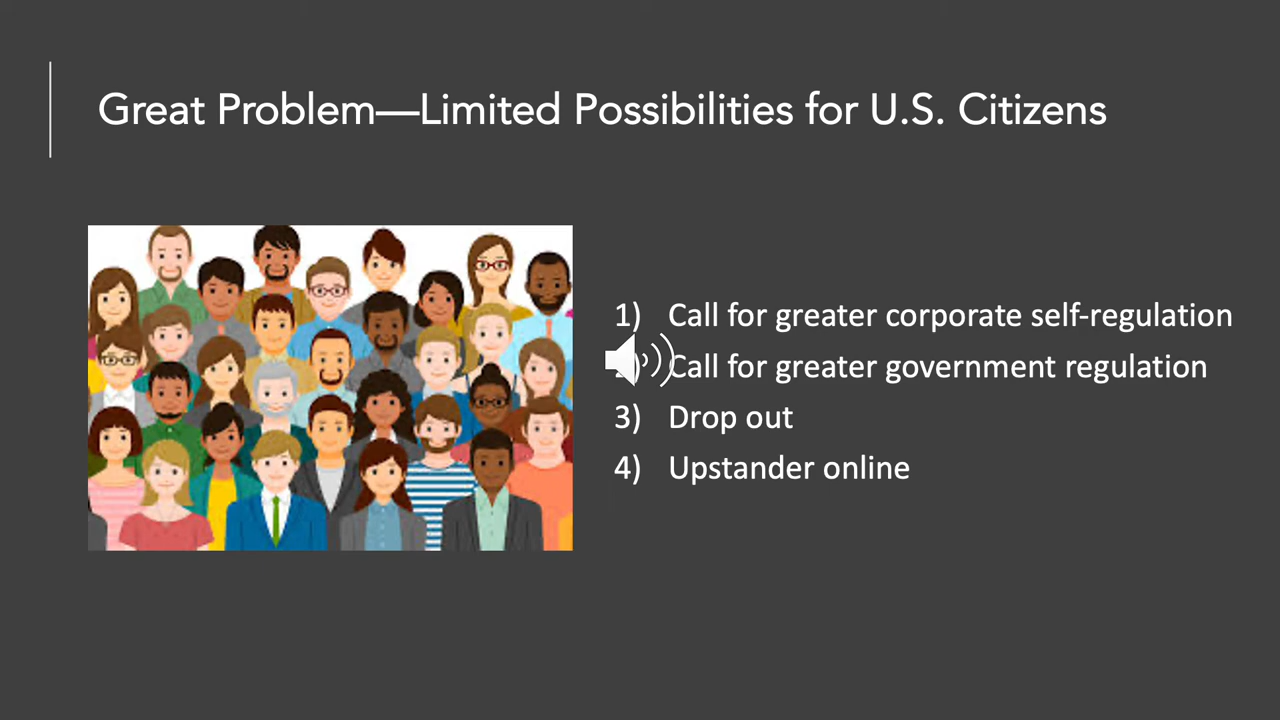 Great Problem—Limited Possibilities for U.S. Citizens
1) Call for greater corporate self-regulation
) Call for greater government regulation
3) Drop out
4) Upstander online